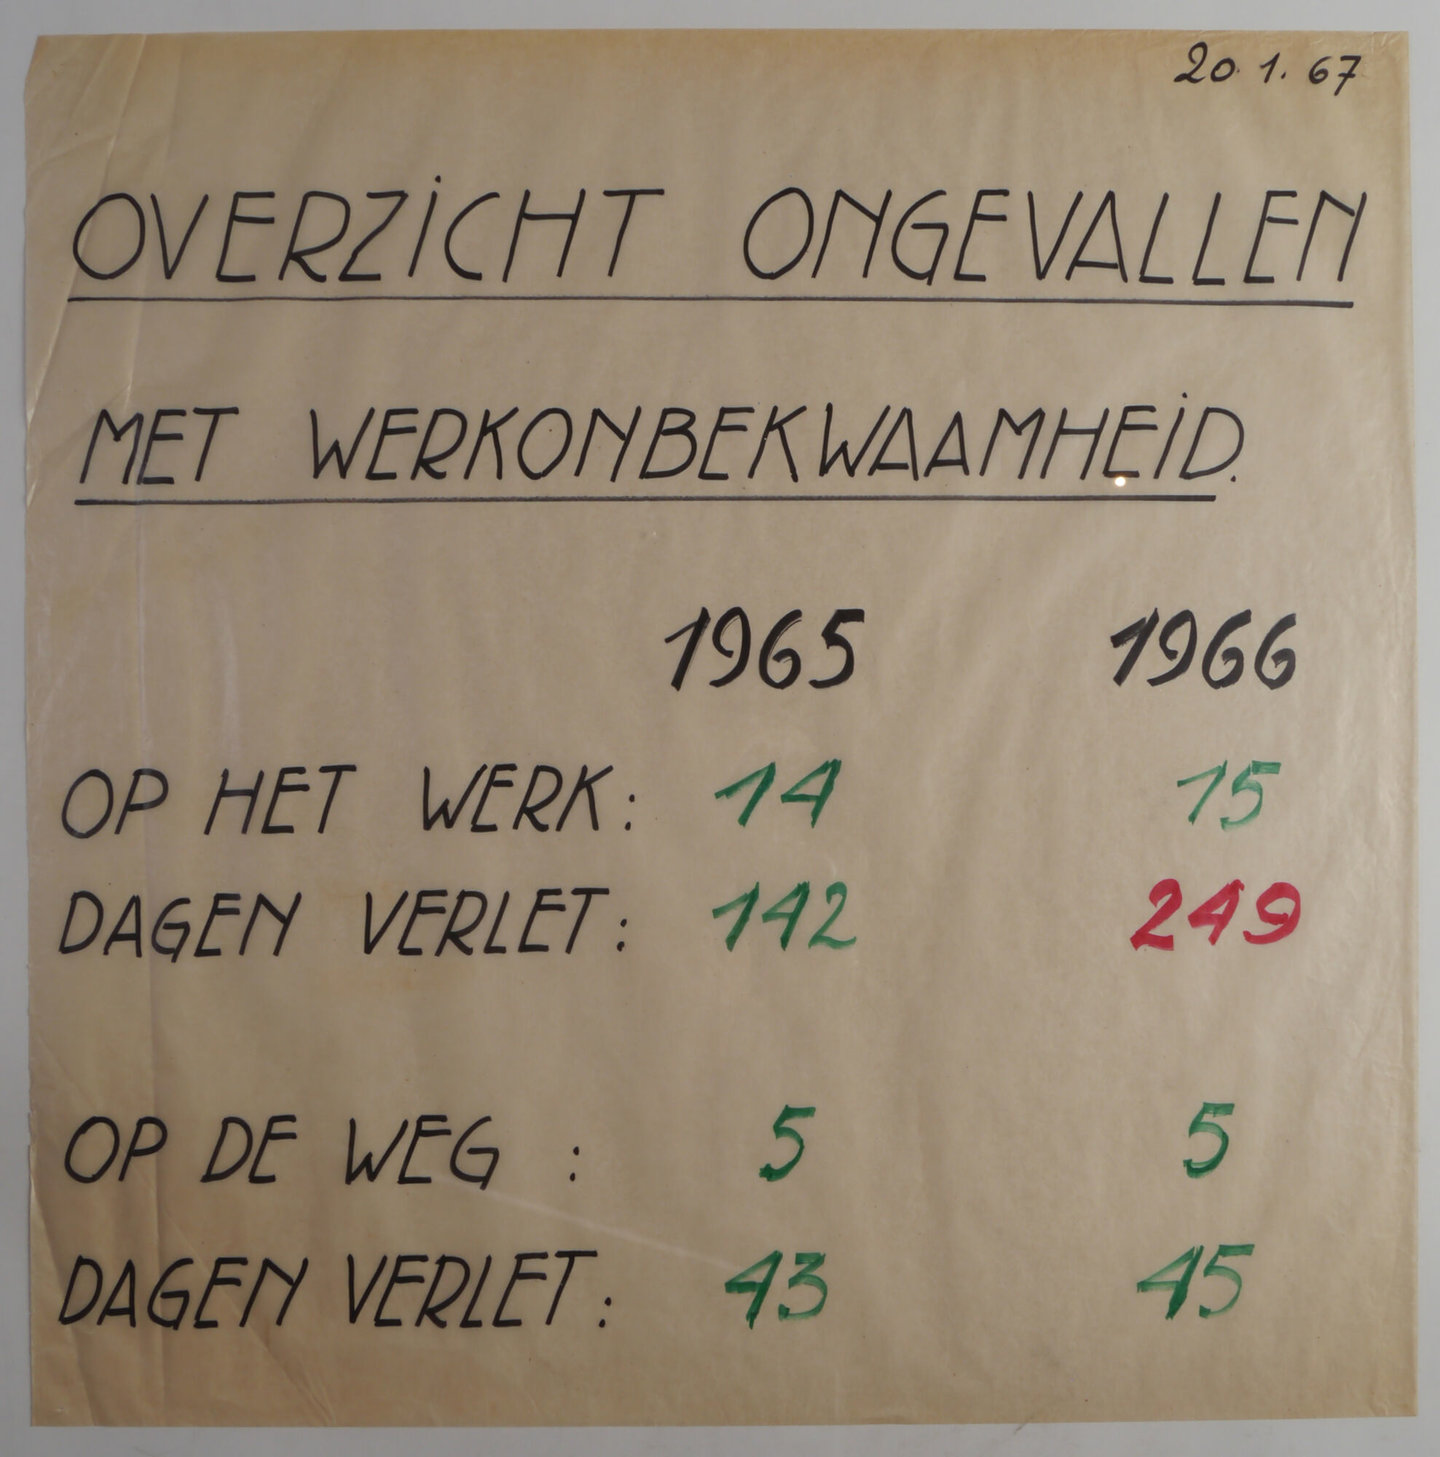 20.1.67
OVERZICHT ONGEVALLEN
MET WERKONBEKWAAMHEID.
1965 1966
OP HET WERK: 14 15
DAGEN VERLET: 142 249
OP DE WEG : 5 5
DAGEN VERLET: 43 45